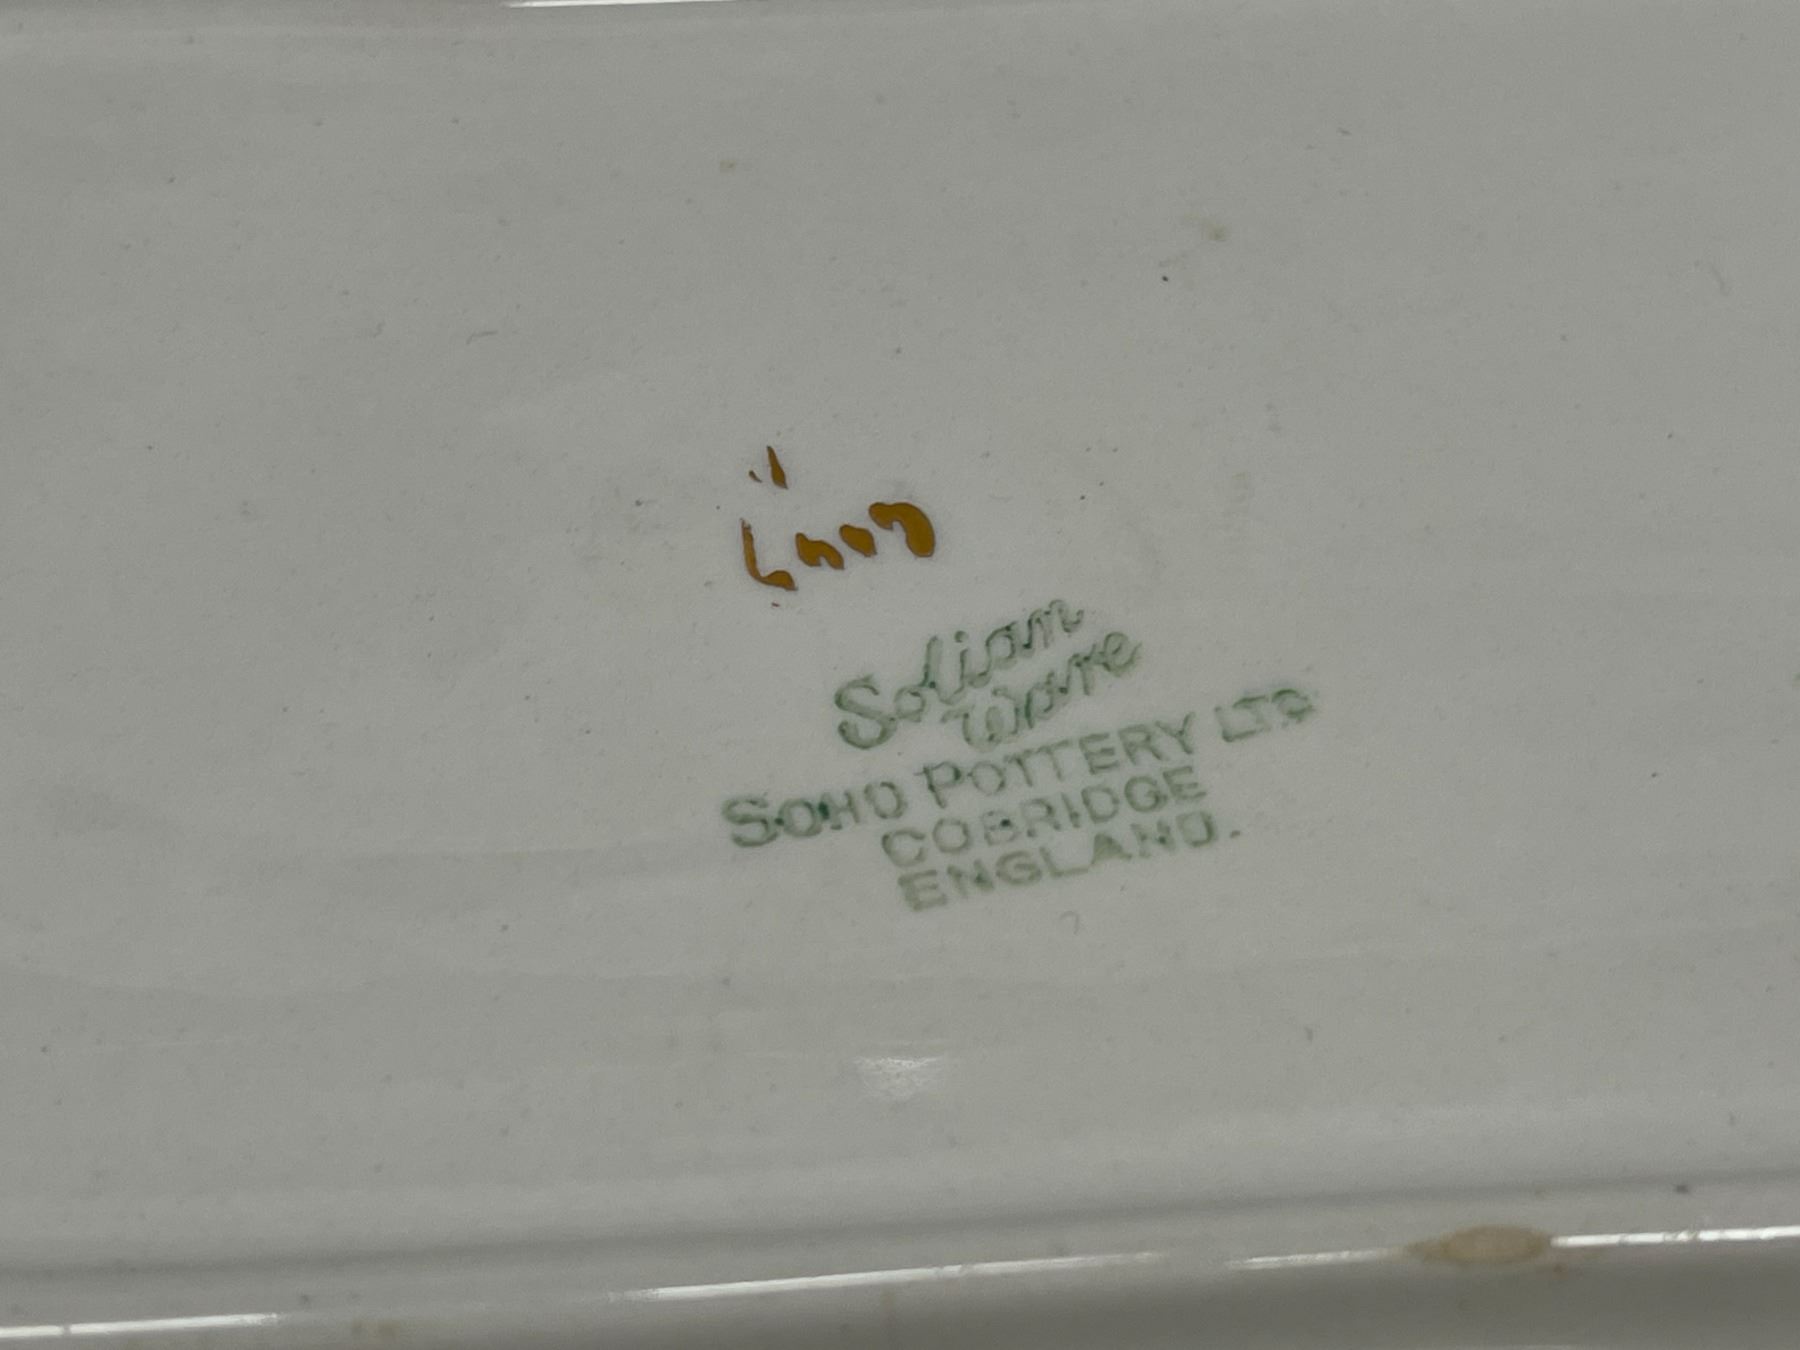 Solian
Ware
SOHO POTTERY LTD
COBRIDGE
ENGLAND.